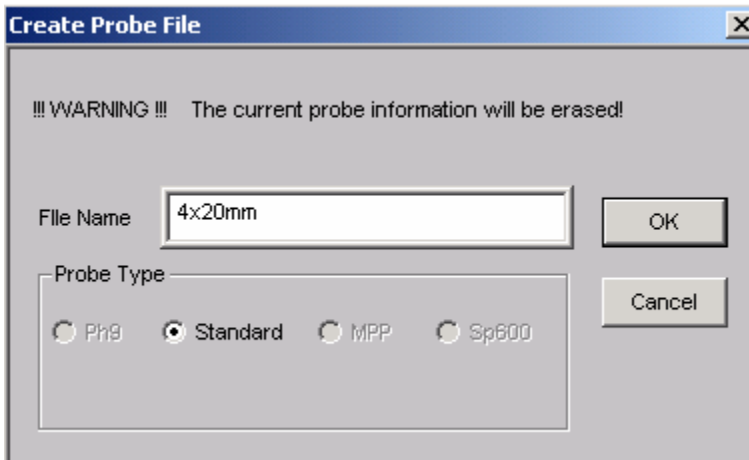 Create Probe File
!!! WARNING !!! The current probe information will be erased!
FIle Name
4x20mm
OK
Probe Type
Cancel
Ph9 Standard MPP Sp600